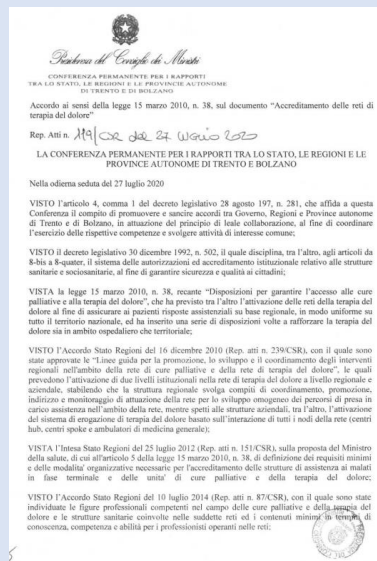 Presidenza del Consiglio dei Ministri
CONFERENZA PERMANENTE PER I RAPPORTI
TRA LO STATO, LE REGIONI E LE PROVINCE AUTONOME
DI TRENTO E DI BOLZANO
Accordo ai sensi della legge 15 marzo 2010, n. 38, sul documento "Accreditamento delle reti di
terapia del dolore"
Rep. Atti n. 119/CSR del 27 luglio 2020
LA CONFERENZA PERMANENTE PER I RAPPORTI TRA LO STATO, LE REGIONI E LE
PROVINCE AUTONOME DI TRENTO E BOLZANO
Nella odierna seduta del 27 luglio 2020
VISTO l'articolo 4, comma 1 del decreto legislativo 28 agosto 197, n. 281, che affida a questa
Conferenza il compito di promuovere e sancire accordi tra Governo, Regioni e Province autonome
di Trento e di Bolzano, in attuazione del principio di leale collaborazione, al fine di coordinare
l'esercizio delle rispettive competenze e svolgere attività di interesse comune;
VISTO il decreto legislativo 30 dicembre 1992, n. 502, il quale disciplina, tra l'altro, agli articoli da
8-bis a 8-quater, il sistema delle autorizzazioni ed accreditamento istituzionale relativo alle strutture
sanitarie e sociosanitarie, al fine di garantire sicurezza e qualità ai cittadini;
VISTA la legge 15 marzo 2010, n. 38, recante "Disposizioni per garantire l'accesso alle cure
palliative e alla terapia del dolore", che ha previsto tra l'altro l'attivazione delle reti della terapia del
dolore al fine di assicurare ai pazienti risposte assistenziali su base regionale, in modo uniforme su
tutto il territorio nazionale, ed ha inserito una serie di disposizioni volte a rafforzare la terapia del
dolore sia in ambito ospedaliero che territoriale;
VISTO l'Accordo Stato Regioni del 16 dicembre 2010 (Rep. atti n. 239/CSR), con il quale sono
state approvate le "Linee guida per la promozione, lo sviluppo e il coordinamento degli interventi
regionali nell'ambito della rete di cure palliative e della rete di terapia del dolore", le quali
prevedono l'attivazione di due livelli istituzionali nella rete di terapia del dolore a livello regionale e
aziendale, stabilendo che la struttura regionale svolga compiti di coordinamento, promozione,
indirizzo e monitoraggio di attuazione della rete per lo sviluppo omogeneo dei percorsi di presa in
carico assistenza nell'ambito della rete, mentre spetti alle strutture aziendali, tra l'altro, l'attivazione
del sistema di erogazione di terapia del dolore basato sull'interazione di tutti i nodi della rete (centri
hub, centri spoke e ambulatori di medicina generale);
VISTA l'Intesa Stato Regioni del 25 luglio 2012 (Rep. atti n. 151/CSR), sulla proposta del Ministro
della salute, di cui all'articolo 5 della legge 15 marzo 2010, n. 38, di definizione dei requisiti minimi
e delle modalita' organizzative necessarie per l'accreditamento delle strutture di assistenza ai malati
in fase terminale e delle unita' di cure palliative e della terapia del dolore;
VISTO l'Accordo Stato Regioni del 10 luglio 2014 (Rep. atti n. 87/CSR), con il quale sono state
individuate le figure professionali competenti nel campo delle cure palliative e della terapia del
dolore e le strutture sanitarie coinvolte nelle suddette reti ed i contenuti minimi in termini di
conoscenza, competenza e abilità per i professionisti operanti nelle reti;